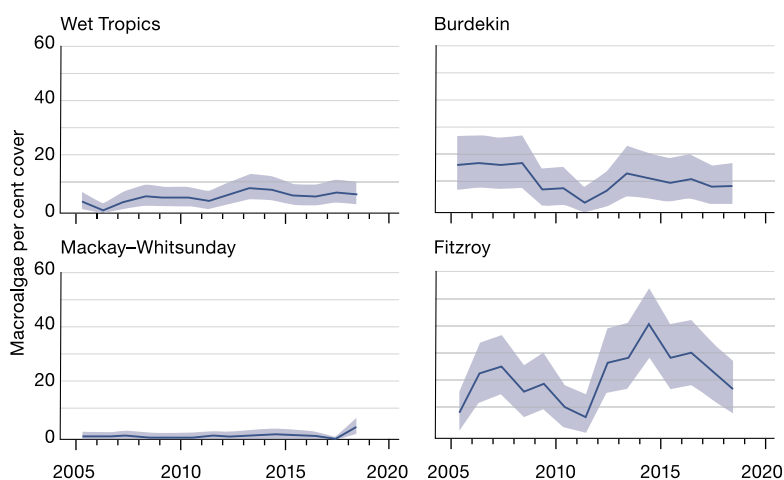 Wet Tropics
Burdekin
60
40
20
0
Macroalgae per cent cover
Mackay–Whitsunday
Fitzroy
60
40
20
0
2005 2010 2015 2020
2005 2010 2015 2020